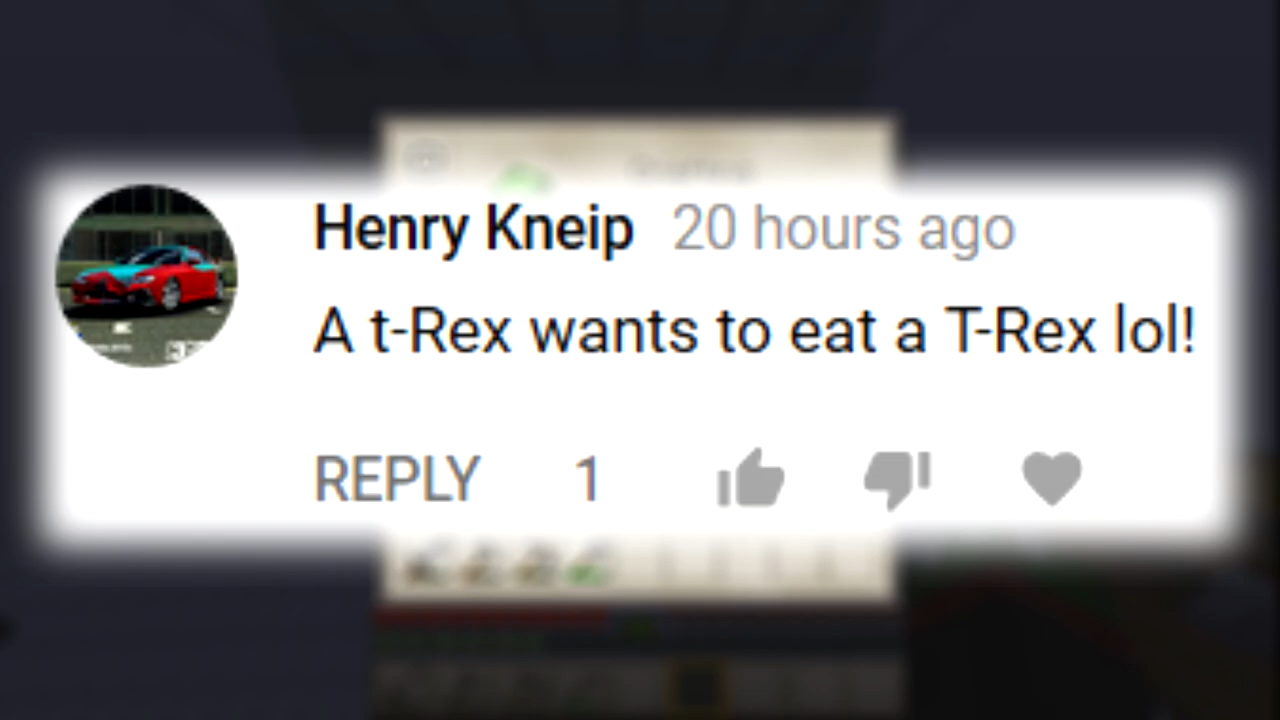 Henry Kneip 20 hours ago
A t-Rex wants to eat a T-Rex lol!
REPLY 1